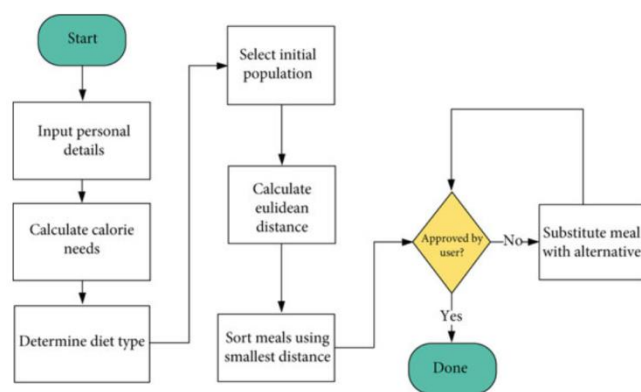 Start
Input personal
details
Calculate calorie
needs
Determine diet type
Select initial
population
Calculate
eulidean
distance
Sort meals using
smallest distance
Approved by
user?
No
Substitute meal
with alternative
Yes
Done